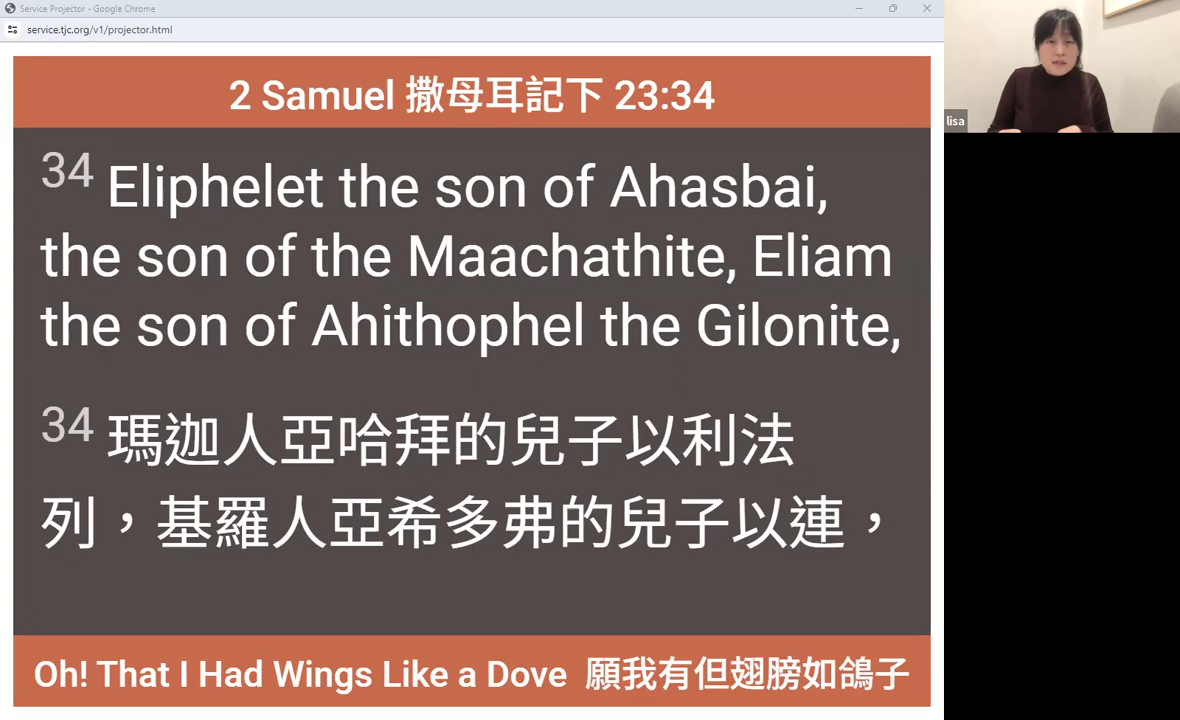 Service Projector - Google Chrome
service.tjc.org/v1/projector.html
2 Samuel 撒母耳記下 23:34
34 Eliphelet the son of Ahasbai,
the son of the Maachathite, Eliam
the son of Ahithophel the Gilonite,
34 瑪迦人亞哈拜的兒子以利法
列，基羅人亞希多弗的兒子以連，
Oh! That I Had Wings Like a Dove 願我有但翅膀如鴿子
lisa